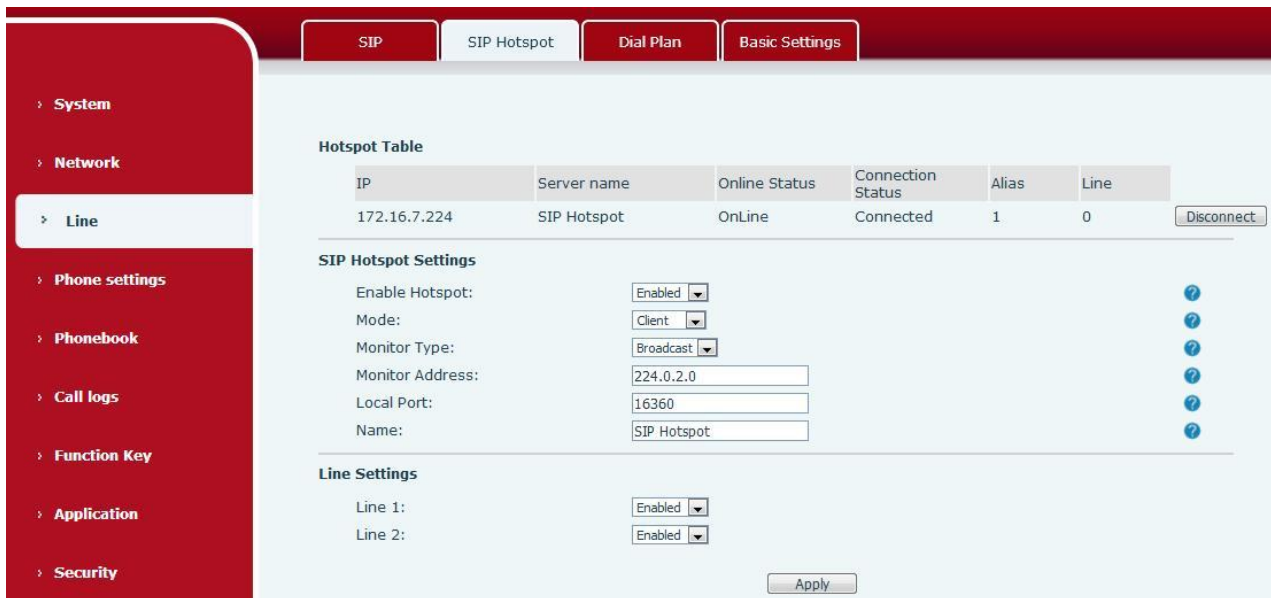 SIP SIP Hotspot Dial Plan Basic Settings
System
Network
Line
Phone settings
Phonebook
Call logs
Function Key
Application
Security
Hotspot Table
IP Server name Online Status Connection Status Alias Line
172.16.7.224 SIP Hotspot OnLine Connected 1 0 Disconnect
SIP Hotspot Settings
Enable Hotspot: Enabled ?
Mode: Client ?
Monitor Type: Broadcast ?
Monitor Address: 224.0.2.0 ?
Local Port: 16360 ?
Name: SIP Hotspot ?
Line Settings
Line 1: Enabled
Line 2: Enabled
Apply